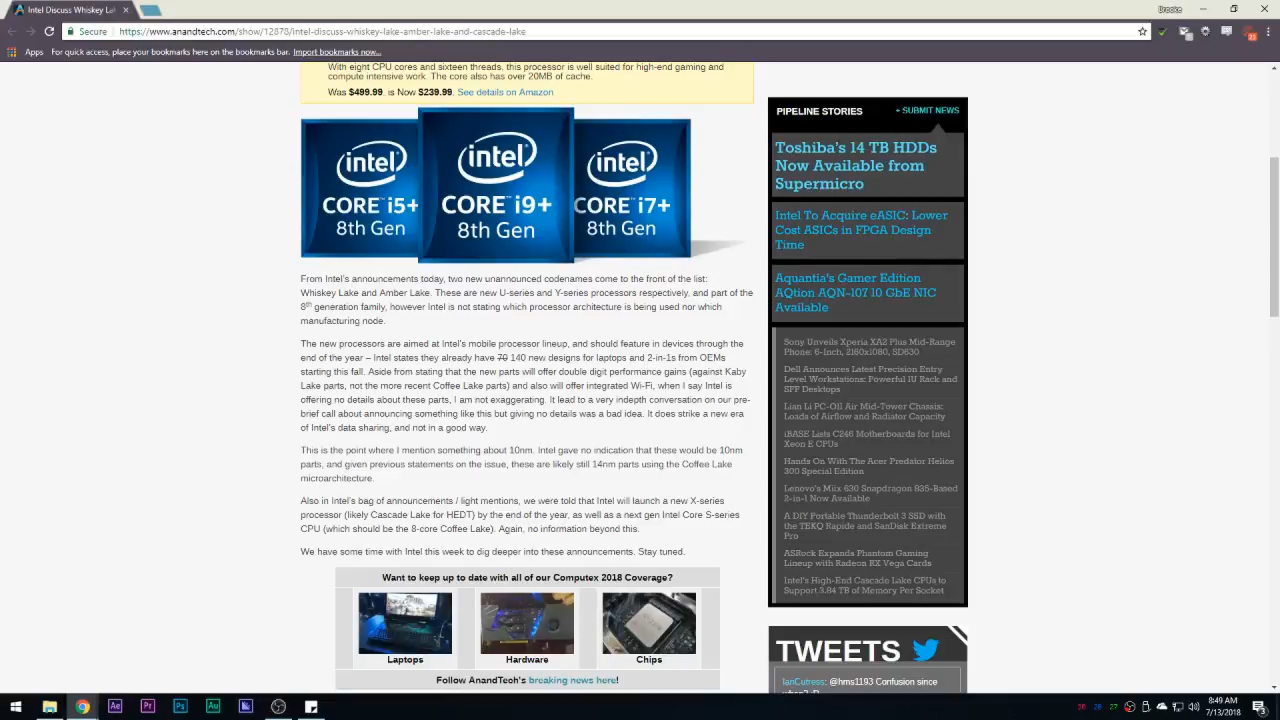 Intel Discuss Whiskey La
Secure | https://www.anandtech.com/show/12878/intel-discuss-whiskey-lake-amber-lake-and-cascade-lake
Apps For quick access, place your bookmarks here on the bookmarks bar. Import bookmarks now...
With eight CPU cores and sixteen threads, this processor is well suited for high-end gaming and
compute intensive work. The core also has over 20MB of cache.
Was $499.99. is Now $239.99. See details on Amazon
intel
CORE™ i5+
8th Gen
intel
CORE™ i9+
8th Gen
intel
CORE™ i7+
8th Gen
From Intel's announcements today, two new unannounced codenames come to the front of the list:
Whiskey Lake and Amber Lake. These are new U-series and Y-series processors respectively, and part of the
8th generation family, however Intel is not stating which processor architecture is being used nor which
manufacturing node.
The new processors are aimed at Intel's mobile processor lineup, and should feature in devices through the
end of the year – Intel states they already have 70 140 new designs for laptops and 2-in-1s from OEMs
starting this fall. Aside from stating that the new parts will offer double digit performance gains (against Kaby
Lake parts, not the more recent Coffee Lake parts) and also will offer integrated Wi-Fi, when I say Intel is
offering no details about these parts, I am not exaggerating. It lead to a very indepth conversation on our pre-
brief call about announcing something like this but giving no details was a bad idea. It does strike a new era
of Intel's data sharing, and not in a good way.
This is the point where I mention something about 10nm. Intel gave no indication that these would be 10nm
parts, and given previous statements on the issue, these are likely still 14nm parts using the Coffee Lake
microarchitecture.
Also in Intel's bag of announcements / light mentions, we were told that Intel will launch a new X-series
processor (likely Cascade Lake for HEDT) by the end of the year, as well as a next gen Intel Core S-series
CPU (which should be the 8-core Coffee Lake). Again, no information beyond this.
We have some time with Intel this week to dig deeper into these announcements. Stay tuned.
Want to keep up to date with all of our Computex 2018 Coverage?
Laptops Hardware Chips
Follow AnandTech's breaking news here!
PIPELINE STORIES + SUBMIT NEWS
Toshiba's 14 TB HDDs
Now Available from
Supermicro
Intel To Acquire eASIC: Lower
Cost ASICs in FPGA Design
Time
Aquantia's Gamer Edition
AQtion AQN-107 10 GbE NIC
Available
Sony Unveils Xperia XA2 Plus Mid-Range
Phone: 6-Inch, 2160x1080, SD630
Dell Announces Latest Precision Entry
Level Workstations: Powerful 1U Rack and
SFF Desktops
Lian Li PC-O11 Air Mid-Tower Chassis:
Loads of Airflow and Radiator Capacity
iBASE Lists C246 Motherboards for Intel
Xeon E CPUs
Hands On With The Acer Predator Helios
300 Special Edition
Lenovo's Miix 630 Snapdragon 835-Based
2-in-1 Now Available
A DIY Portable Thunderbolt 3 SSD with
the TEKQ Rapide and SanDisk Extreme
Pro
ASRock Expands Phantom Gaming
Lineup with Radeon RX Vega Cards
Intel's High-End Cascade Lake CPUs to
Support 3.84 TB of Memory Per Socket
TWEETS
IanCutress: @hms1193 Confusion since
Ae Pr Ps Au
26 28 27
8:49 AM
7/13/2018